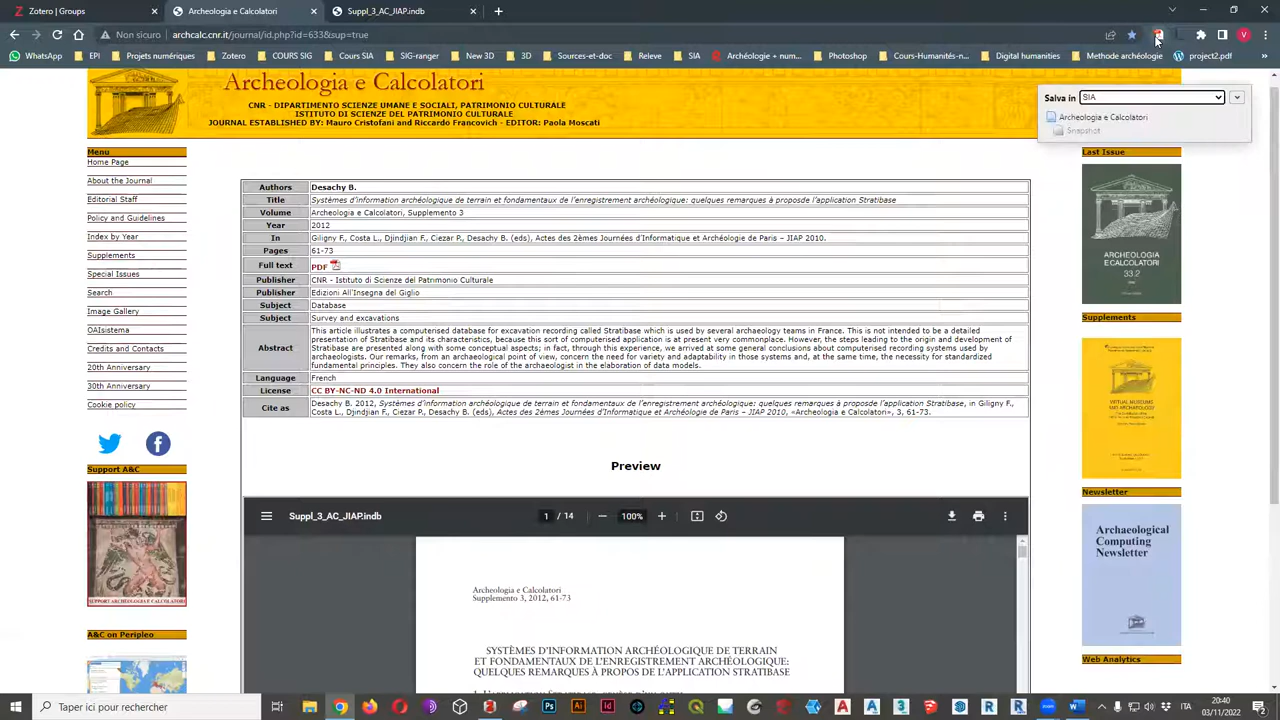 Zotero | Groups
Archeologia e Calcolatori
Suppl_3_AC_JIAP.indb
Non sicuro | archcalc.cnr.it/journal/id.php?id=633&sup=true
WhatsApp
EPI
Projets numériques
Zotero
COURS SIG
SIG-ranger
New 3D
3D
Sources-et-doc
Releve
SIA
Archéologie + num...
Photoshop
Cours-Humanités-n...
Digital humanities
Methode archéologie
project2.pdf
»
Archeologia e Calcolatori
CNR - DIPARTIMENTO SCIENZE UMANE E SOCIALI, PATRIMONIO CULTURALE
ISTITUTO DI SCIENZE DEL PATRIMONIO CULTURALE
JOURNAL ESTABLISHED BY: Mauro Cristofani and Riccardo Francovich - EDITOR: Paola Moscati
Salva in SIA
Archeologia e Calcolatori
Snapshot
Menu
Home Page
About the Journal
Editorial Staff
Policy and Guidelines
Index by Year
Supplements
Special Issues
Search
Image Gallery
OAIsistema
Credits and Contacts
20th Anniversary
30th Anniversary
Cookie policy
Support A&C
SUPPORT ARCHEOLOGIA E CALCOLATORI
A&C on Peripleo
Authors Desachy B.
Title Systèmes d'information archéologique de terrain et fondamentaux de l'enregistrement archéologique: quelques remarques à proposde l'application Stratibase
Volume Archeologia e Calcolatori, Supplemento 3
Year 2012
In Giligny F., Costa L., Djindjian F., Ciezar P., Desachy B. (eds), Actes des 2èmes Journées d'Informatique et Archéologie de Paris – JIAP 2010.
Pages 61-73
Full text PDF
Publisher CNR - Istituto di Scienze del Patrimonio Culturale
Publisher Edizioni All'Insegna del Giglio
Subject Database
Subject Survey and excavations
Abstract This article illustrates a computerised database for excavation recording called Stratibase which is used by several archaeology teams in France. This is not intended to be a detailed
presentation of Stratibase and its characteristics, because this sort of computerised application is at present very commonplace. However, the steps leading to the origin and development of
Stratibase are presented along with some conceptual aspects; in fact, through this experience, we arrived at some general conclusions about computerised recording systems used by
archaeologists. Our remarks, from an archaeological point of view, concern the need for variety and adaptability in those systems and, at the same time, the necessity for standardized
fundamental principles. They also concern the role of the archaeologist in the elaboration of data models.
Language French
License CC BY-NC-ND 4.0 International
Cite as Desachy B. 2012, Systèmes d'information archéologique de terrain et fondamentaux de l'enregistrement archéologique: quelques remarques à proposde l'application Stratibase, in Giligny F.,
Costa L., Djindjian F., Ciezar P., Desachy B. (eds), Actes des 2èmes Journées d'Informatique et Archéologie de Paris – JIAP 2010, «Archeologia e Calcolatori», 3, 61-73.
Preview
Suppl_3_AC_JIAP.indb
1 / 14
100%
Archeologia e Calcolatori
Supplemento 3, 2012, 61-73
SYSTÈMES D'INFORMATION ARCHÉOLOGIQUE DE TERRAIN
ET FONDAMENTAUX DE L'ENREGISTREMENT ARCHÉOLOGIQUE:
QUELQUES REMARQUES À PROPOS DE L'APPLICATION STRATIBASE
Last Issue
ARCHEOLOGIA
E CALCOLATORI
33.2
Supplements
VIRTUAL MUSEUMS
AND ARCHAEOLOGY
Newsletter
Archaeological
Computing
Newsletter
Web Analytics
Taper ici pour rechercher
20:40
03/11/2022